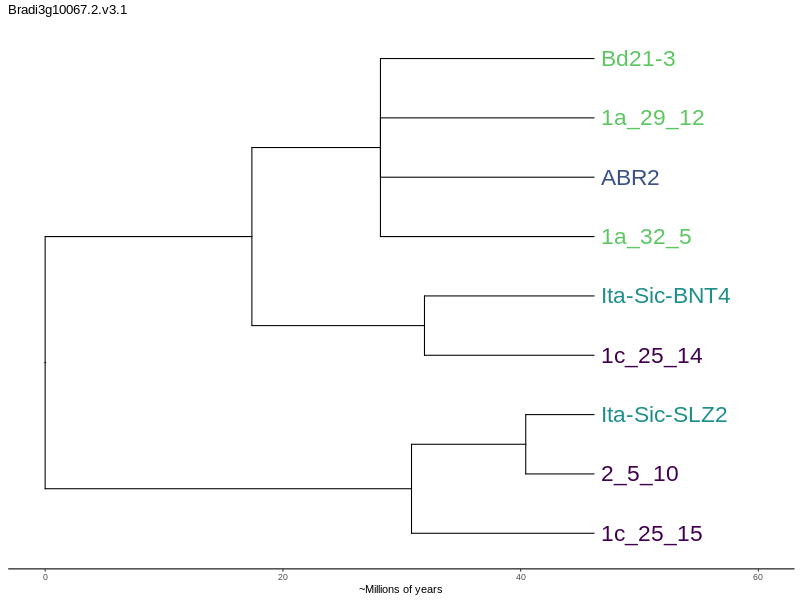 Bradi3g10067.2.v3.1
Bd21-3
1a_29_12
ABR2
1a_32_5
Ita-Sic-BNT4
1c_25_14
Ita-Sic-SLZ2
2_5_10
1c_25_15
0 20 40 60
~Millions of years